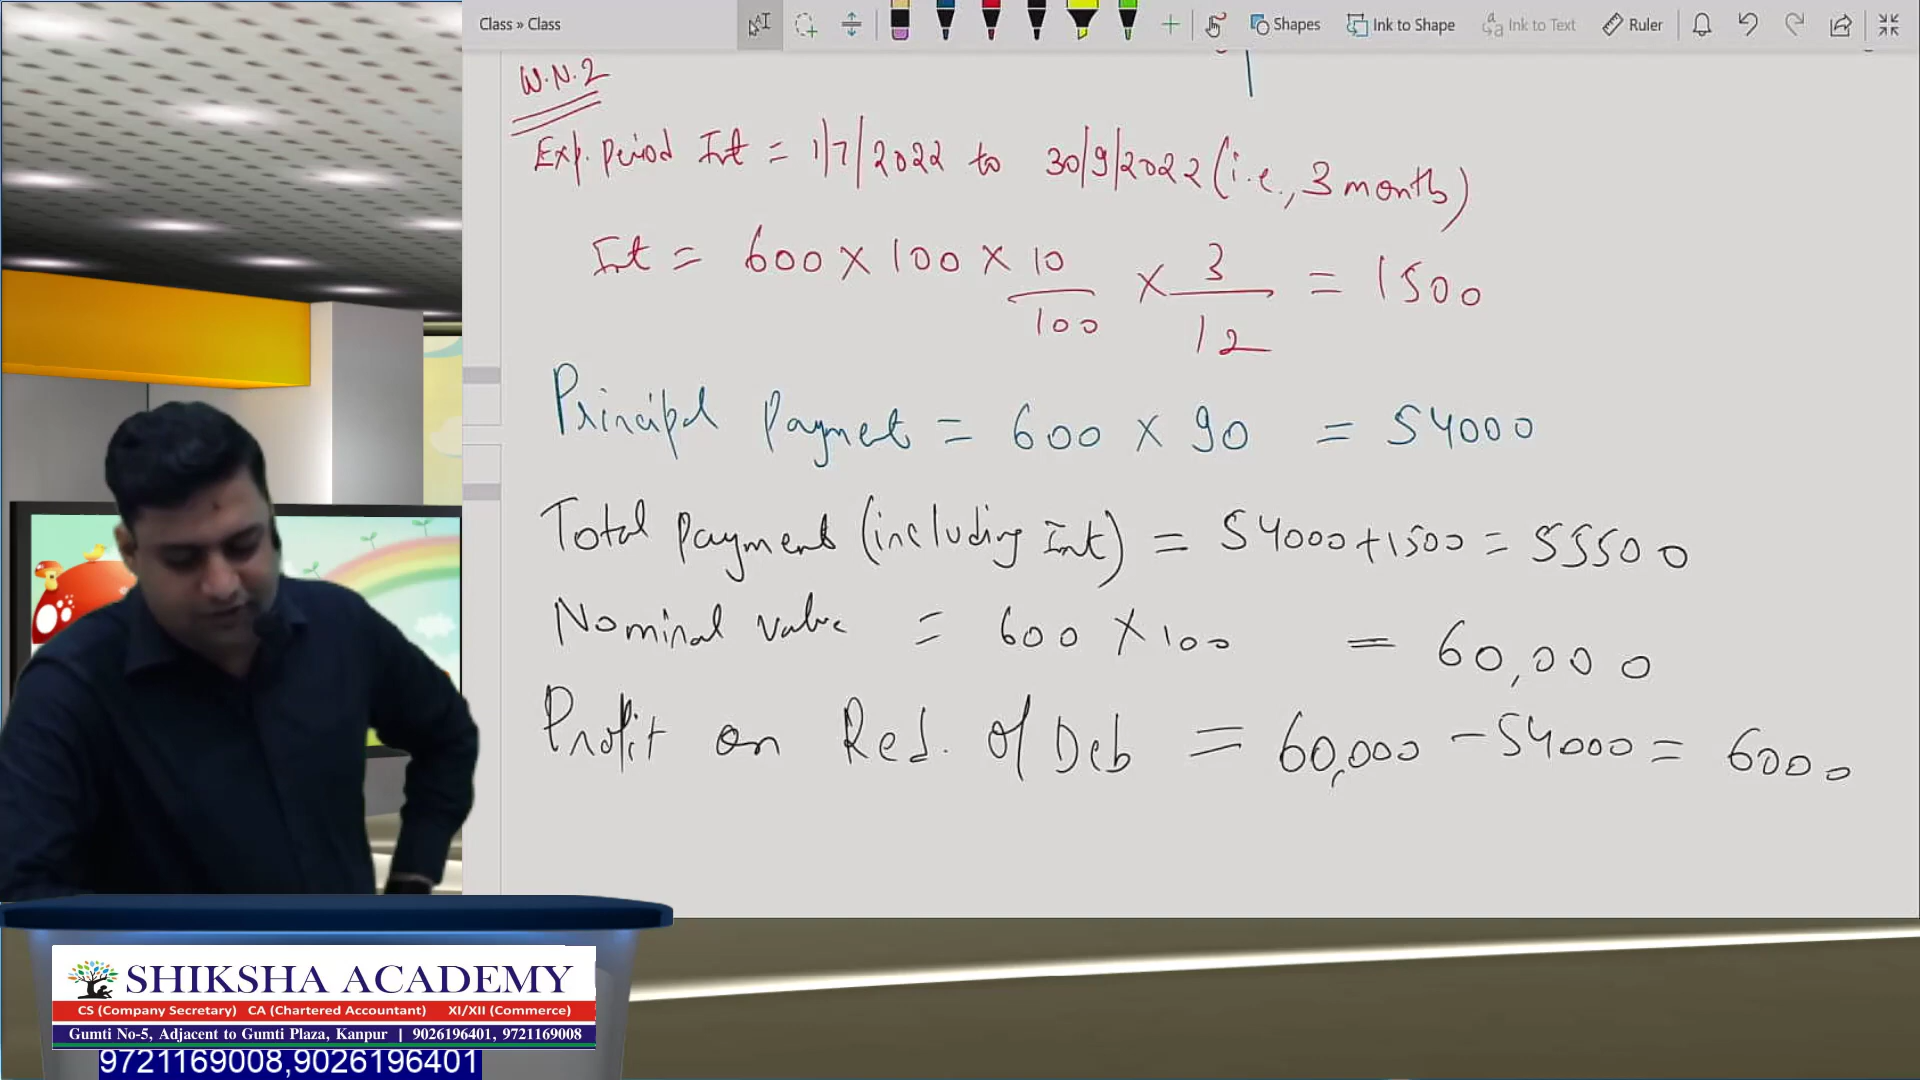 Class » Class
Shapes
Ink to Shape
Ink to Text
Ruler
W.N.2
Exp. Period Int = 1/7/2022 to 30/9/2022 (i.e., 3 month)
Int = 600 × 100 × 10/100 × 3/12 = 1500
Principal Paymet = 600 × 90 = 54000
Total Payment (including Int) = 54000+1500 = 55500
Nominal value = 600 × 100 = 60,000
Profit on Red. of Deb = 60,000 - 54000 = 6000
SHIKSHA ACADEMY
CS (Company Secretary) CA (Chartered Accountant) XI/XII (Commerce)
Gumti No-5, Adjacent to Gumti Plaza, Kanpur | 9026196401, 9721169008
9721169008,9026196401